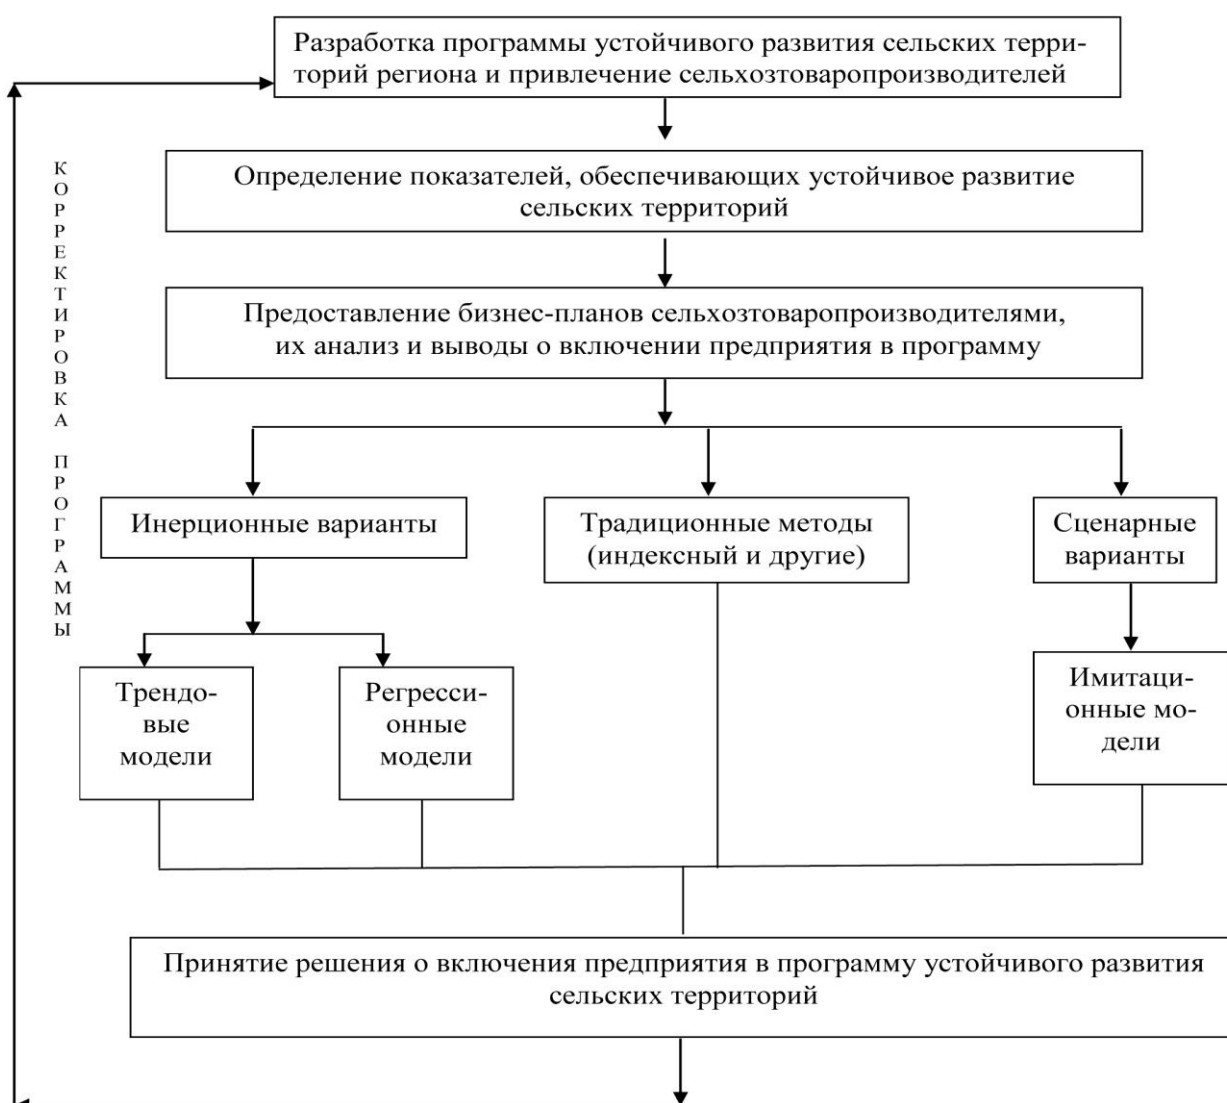 Разработка программы устойчивого развития сельских терри-
торий региона и привлечение сельхозтоваропроизводителей
Определение показателей, обеспечивающих устойчивое развитие
сельских территорий
Предоставление бизнес-планов сельхозтоваропроизводителями,
их анализ и выводы о включении предприятия в программу
КОРРЕКТИРОВКА ПРОГРАММЫ
Инерционные варианты
Традиционные методы
(индексный и другие)
Сценарные
варианты
Трендо-
вые
модели
Регресси-
онные
модели
Имитаци-
онные мо-
дели
Принятие решения о включения предприятия в программу устойчивого развития
сельских территорий